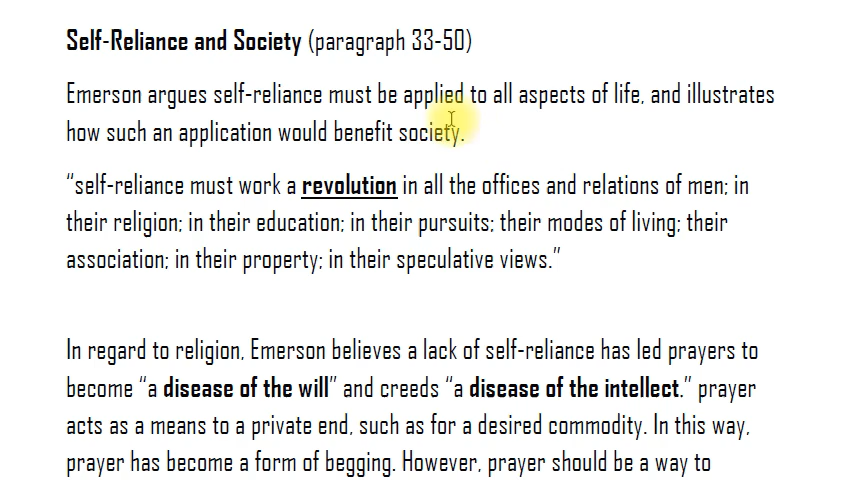 Self-Reliance and Society (paragraph 33-50)
Emerson argues self-reliance must be applied to all aspects of life, and illustrates
how such an application would benefit society.
“self-reliance must work a revolution in all the offices and relations of men; in
their religion; in their education; in their pursuits; their modes of living; their
association; in their property; in their speculative views.”
In regard to religion, Emerson believes a lack of self-reliance has led prayers to
become “a disease of the will” and creeds “a disease of the intellect.” prayer
acts as a means to a private end, such as for a desired commodity. In this way,
prayer has become a form of begging. However, prayer should be a way to